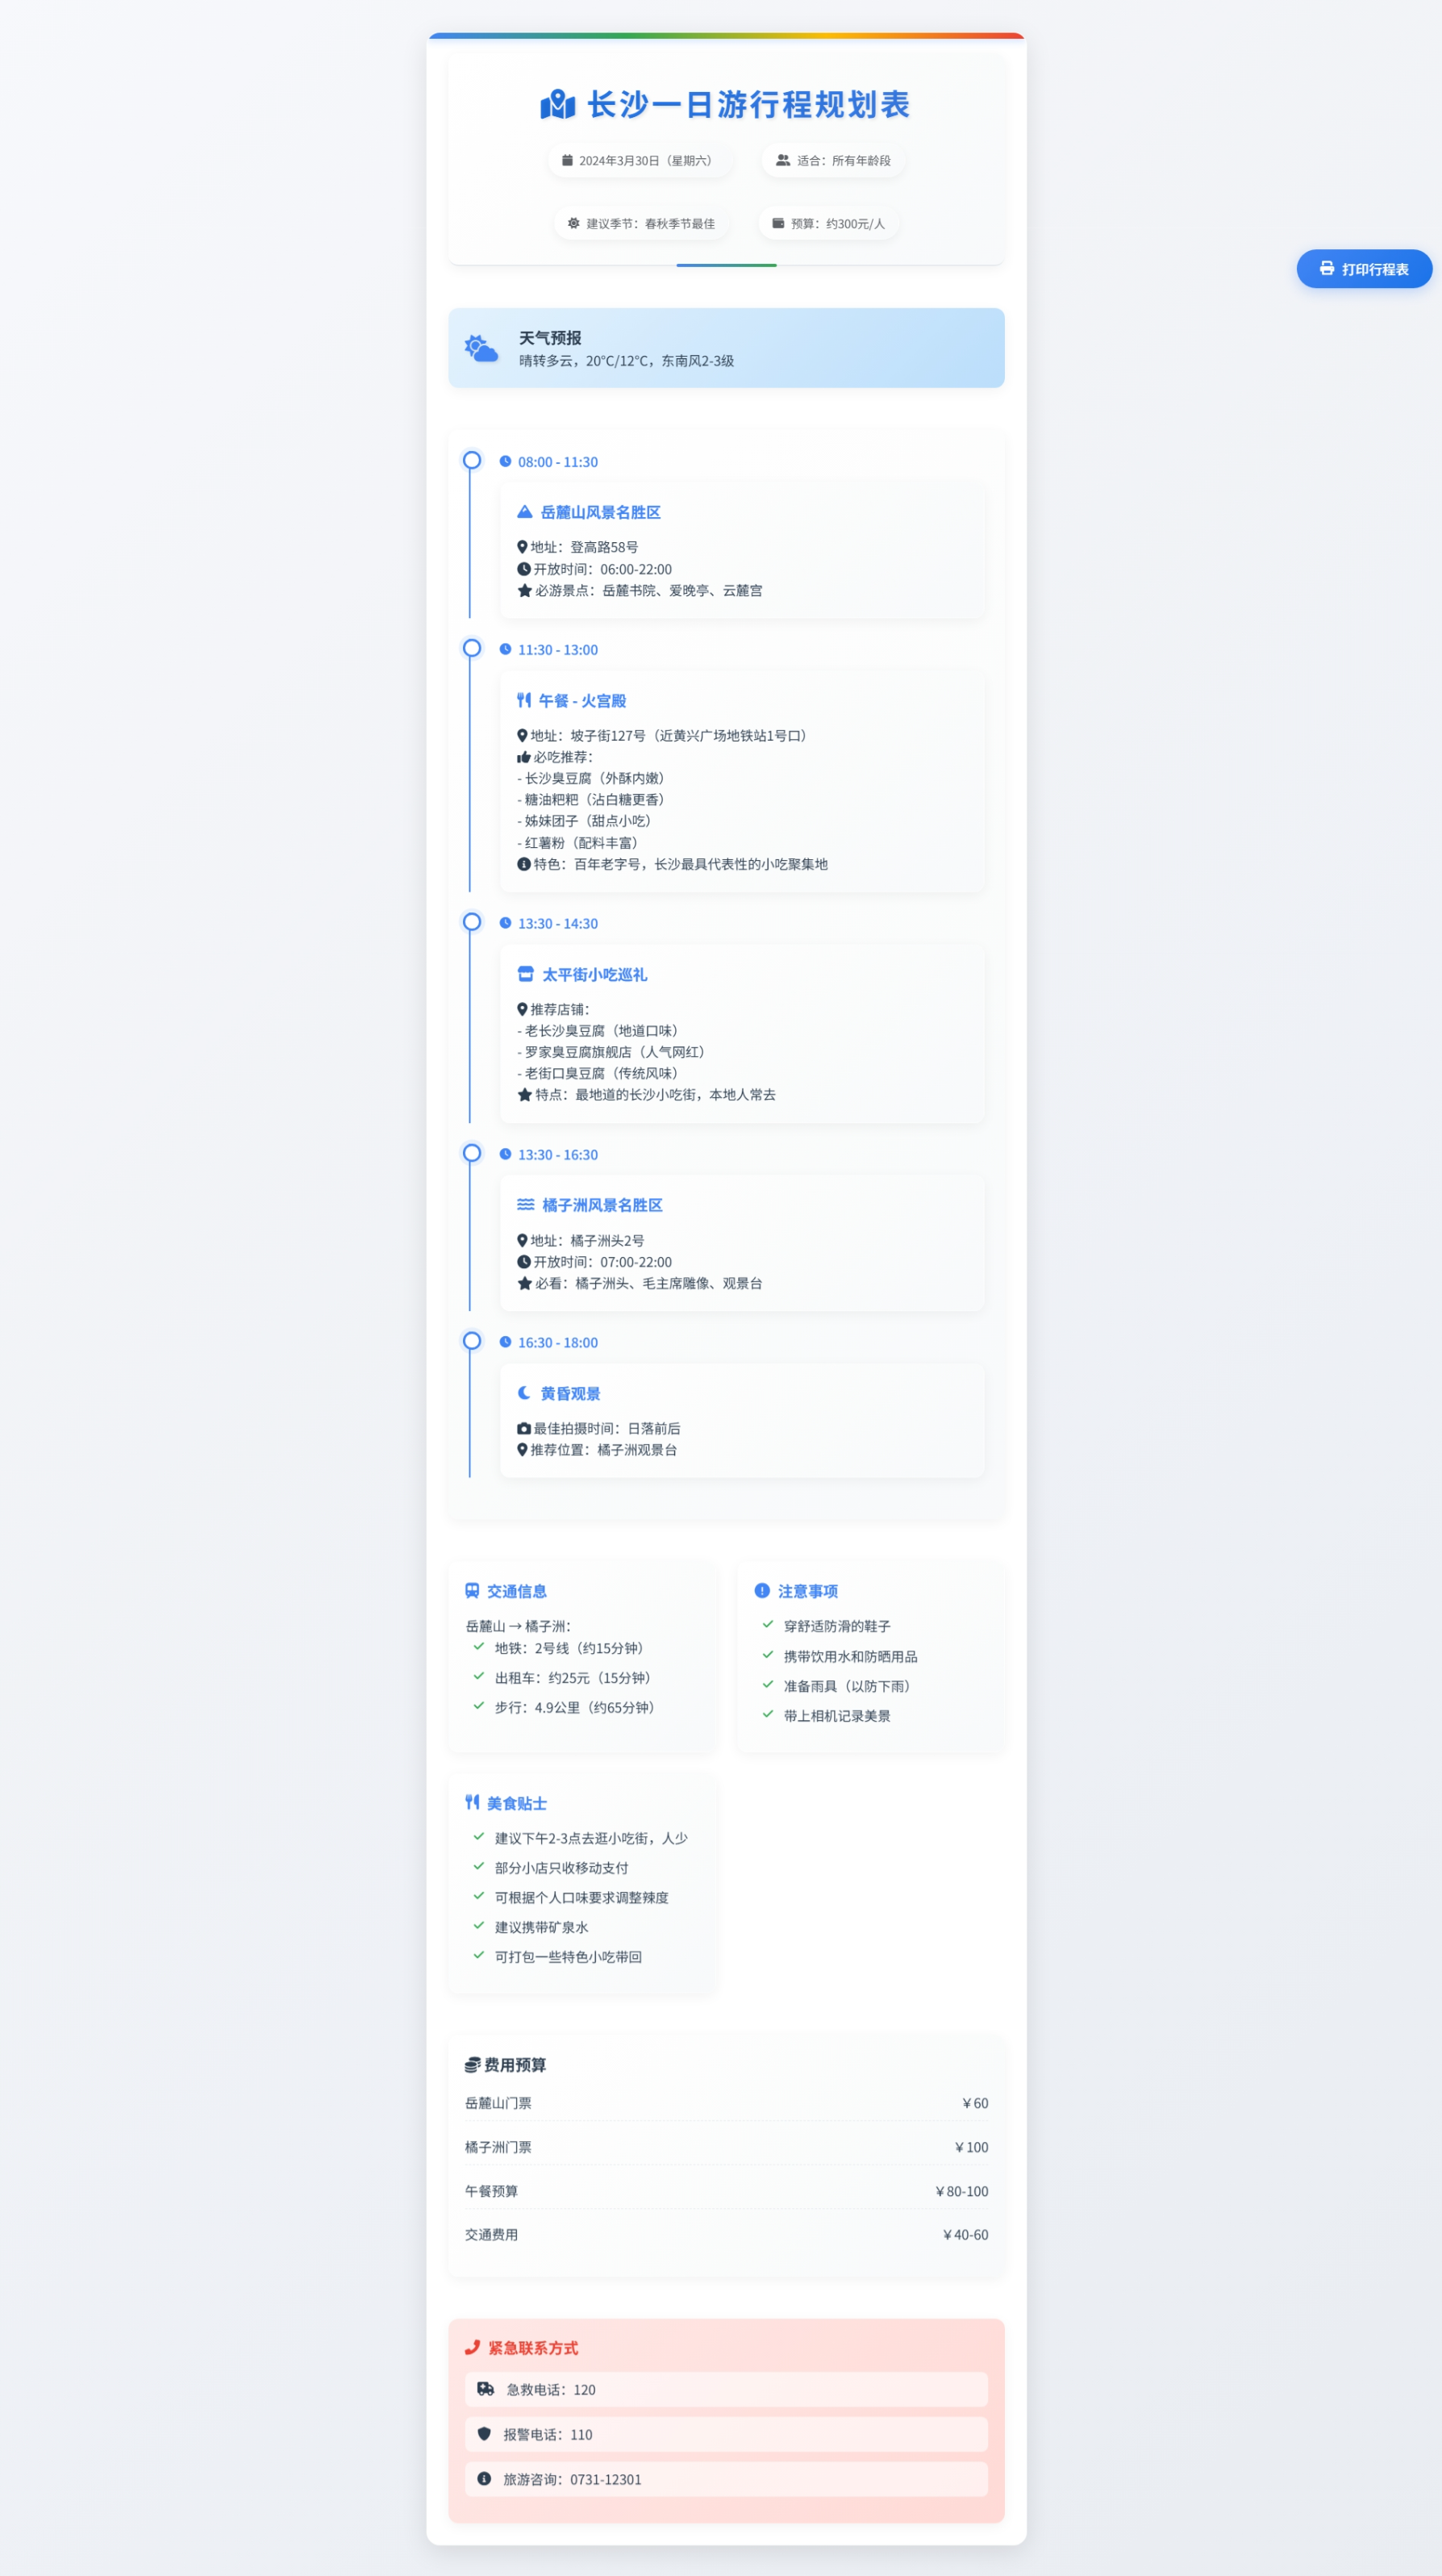 长沙一日游行程规划表
2024年3月30日（星期六）
适合：所有年龄段
建议季节：春秋季节最佳
预算：约300元/人
打印行程表
天气预报
晴转多云，20°C/12°C，东南风2-3级
08:00 - 11:30
岳麓山风景名胜区
地址：登高路58号
开放时间：06:00-22:00
必游景点：岳麓书院、爱晚亭、云麓宫
11:30 - 13:00
午餐 - 火宫殿
地址：坡子街127号（近黄兴广场地铁站1号口）
必吃推荐：
- 长沙臭豆腐（外酥内嫩）
- 糖油粑粑（沾白糖更香）
- 姊妹团子（甜点小吃）
- 红薯粉（配料丰富）
特色：百年老字号，长沙最具代表性的小吃聚集地
13:30 - 14:30
太平街小吃巡礼
推荐店铺：
- 老长沙臭豆腐（地道口味）
- 罗家臭豆腐旗舰店（人气网红）
- 老街口臭豆腐（传统风味）
特点：最地道的长沙小吃街，本地人常去
13:30 - 16:30
橘子洲风景名胜区
地址：橘子洲头2号
开放时间：07:00-22:00
必看：橘子洲头、毛主席雕像、观景台
16:30 - 18:00
黄昏观景
最佳拍摄时间：日落前后
推荐位置：橘子洲观景台
交通信息
岳麓山 → 橘子洲：
地铁：2号线（约15分钟）
出租车：约25元（15分钟）
步行：4.9公里（约65分钟）
注意事项
穿舒适防滑的鞋子
携带饮用水和防晒用品
准备雨具（以防下雨）
带上相机记录美景
美食贴士
建议下午2-3点去逛小吃街，人少
部分小店只收移动支付
可根据个人口味要求调整辣度
建议携带矿泉水
可打包一些特色小吃带回
费用预算
岳麓山门票 ￥60
橘子洲门票 ￥100
午餐预算 ￥80-100
交通费用 ￥40-60
紧急联系方式
急救电话：120
报警电话：110
旅游咨询：0731-12301